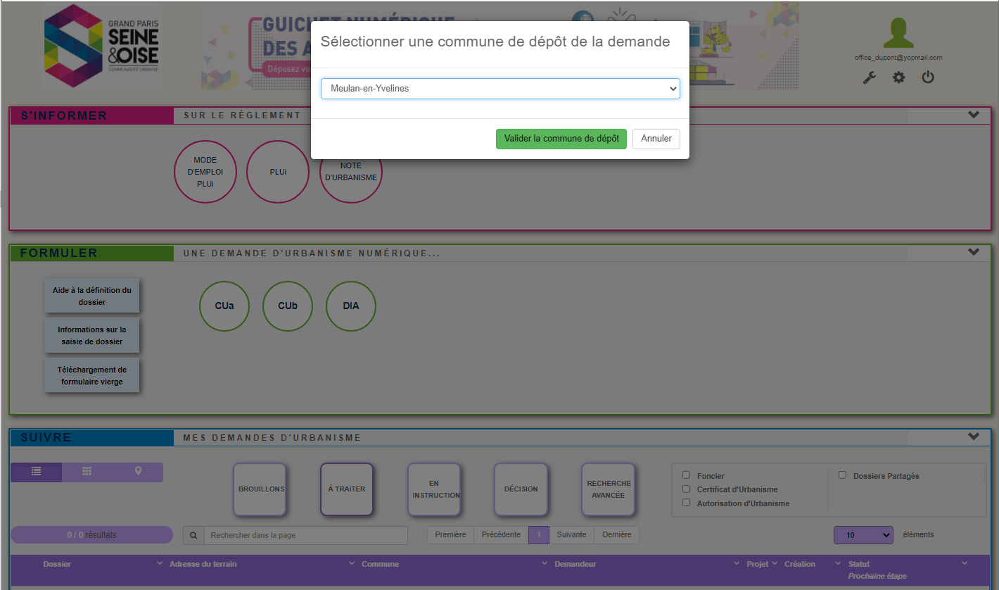 GRAND PARIS
SEINE
&OISE
COMMUNAUTÉ URBAINE
GUICHET NUMÉRIQUE
DES A
Déposez vo
office_dupont@yopmail.com
Sélectionner une commune de dépôt de la demande
Meulan-en-Yvelines
Valider la commune de dépôt
Annuler
S'INFORMER
SUR LE RÈGLEMENT
MODE
D'EMPLOI
PLUi
PLUi
NOTE
D'URBANISME
FORMULER
UNE DEMANDE D'URBANISME NUMÉRIQUE...
Aide à la définition du
dossier
Informations sur la
saisie de dossier
Téléchargement de
formulaire vierge
CUa
CUb
DIA
SUIVRE
MES DEMANDES D'URBANISME
BROUILLONS
À TRAITER
EN
INSTRUCTION
DÉCISION
RECHERCHE
AVANCÉE
Foncier
Certificat d'Urbanisme
Autorisation d'Urbanisme
Dossiers Partagés
0 / 0 résultats
Rechercher dans la page
Première
Précédente
1
Suivante
Dernière
10
éléments
Dossier
Adresse du terrain
Commune
Demandeur
Projet
Création
Statut
Prochaine étape